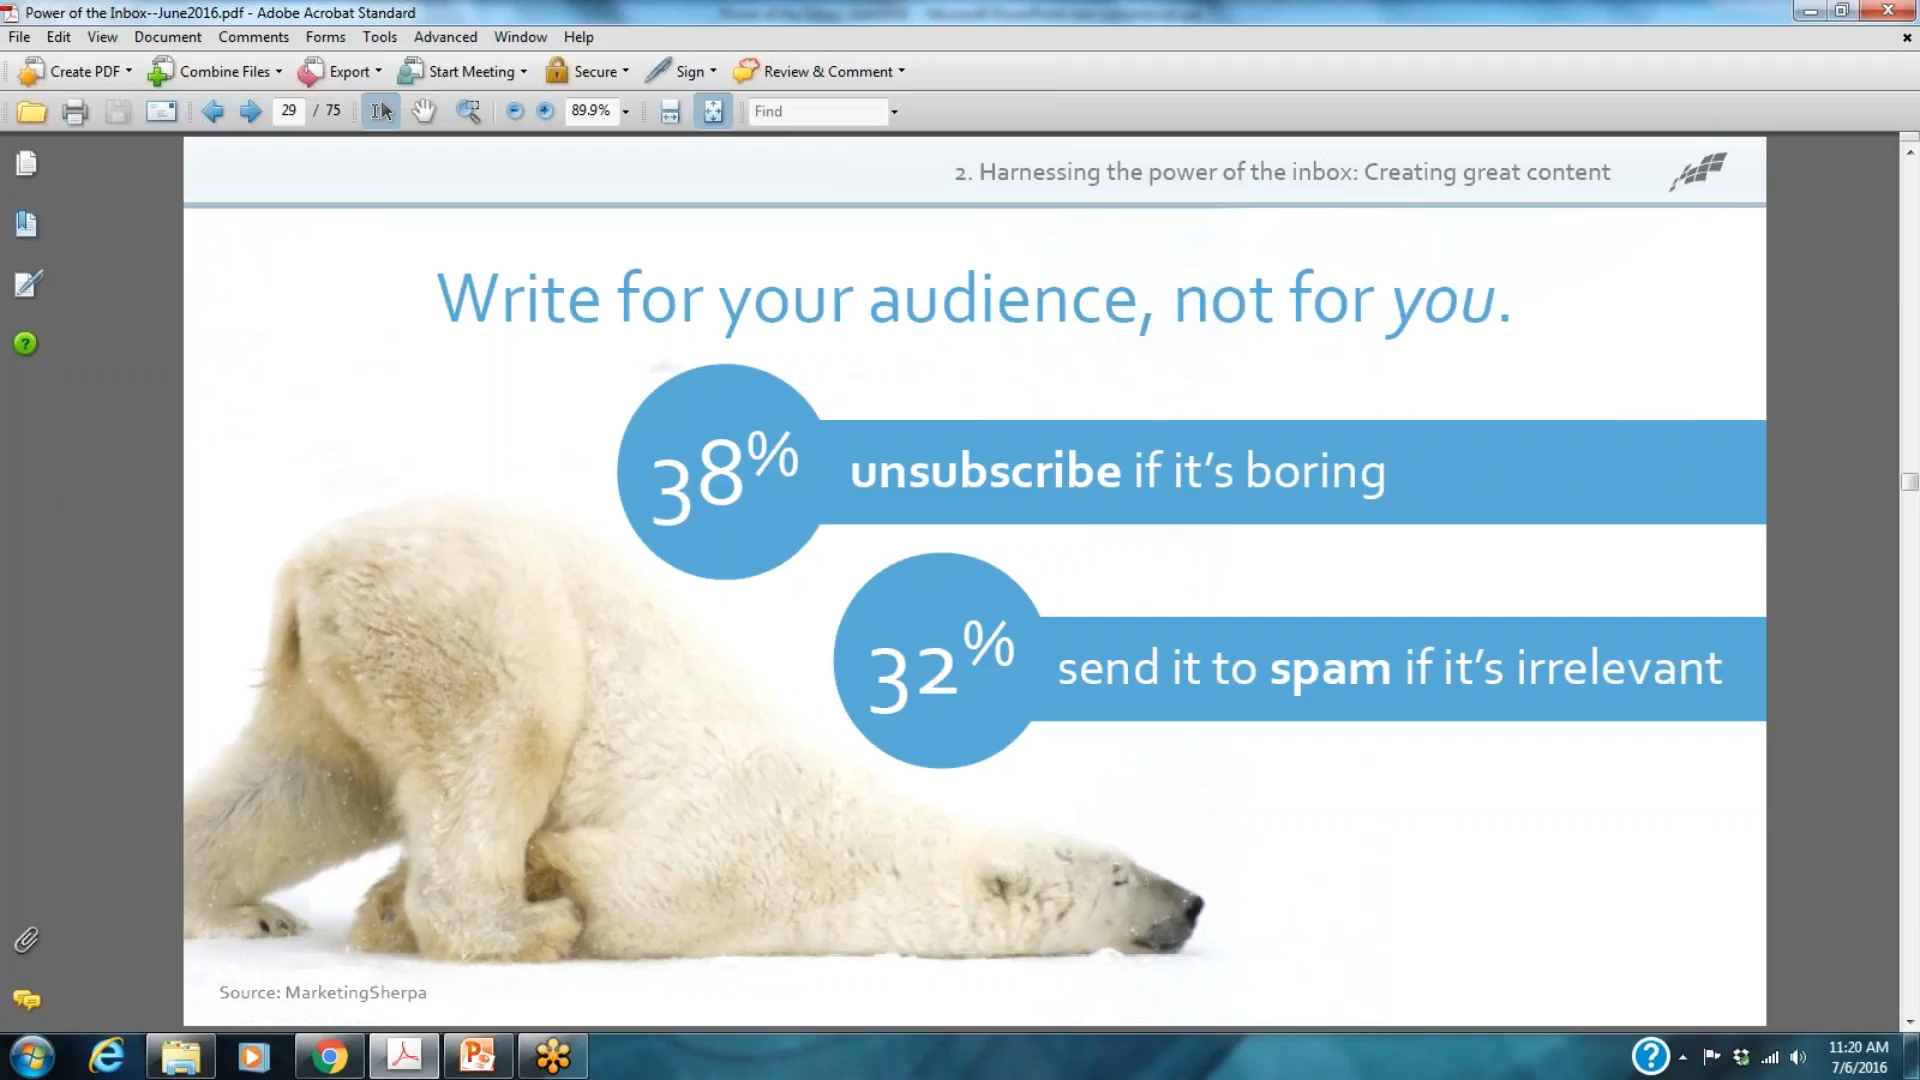 Power of the Inbox--June2016.pdf - Adobe Acrobat Standard
File Edit View Document Comments Forms Tools Advanced Window Help
Create PDF Combine Files Export Start Meeting Secure Sign Review & Comment
29 / 75 89.9% Find
2. Harnessing the power of the inbox: Creating great content
Write for your audience, not for you.
38% unsubscribe if it's boring
32% send it to spam if it's irrelevant
Source: MarketingSherpa
11:20 AM
7/6/2016